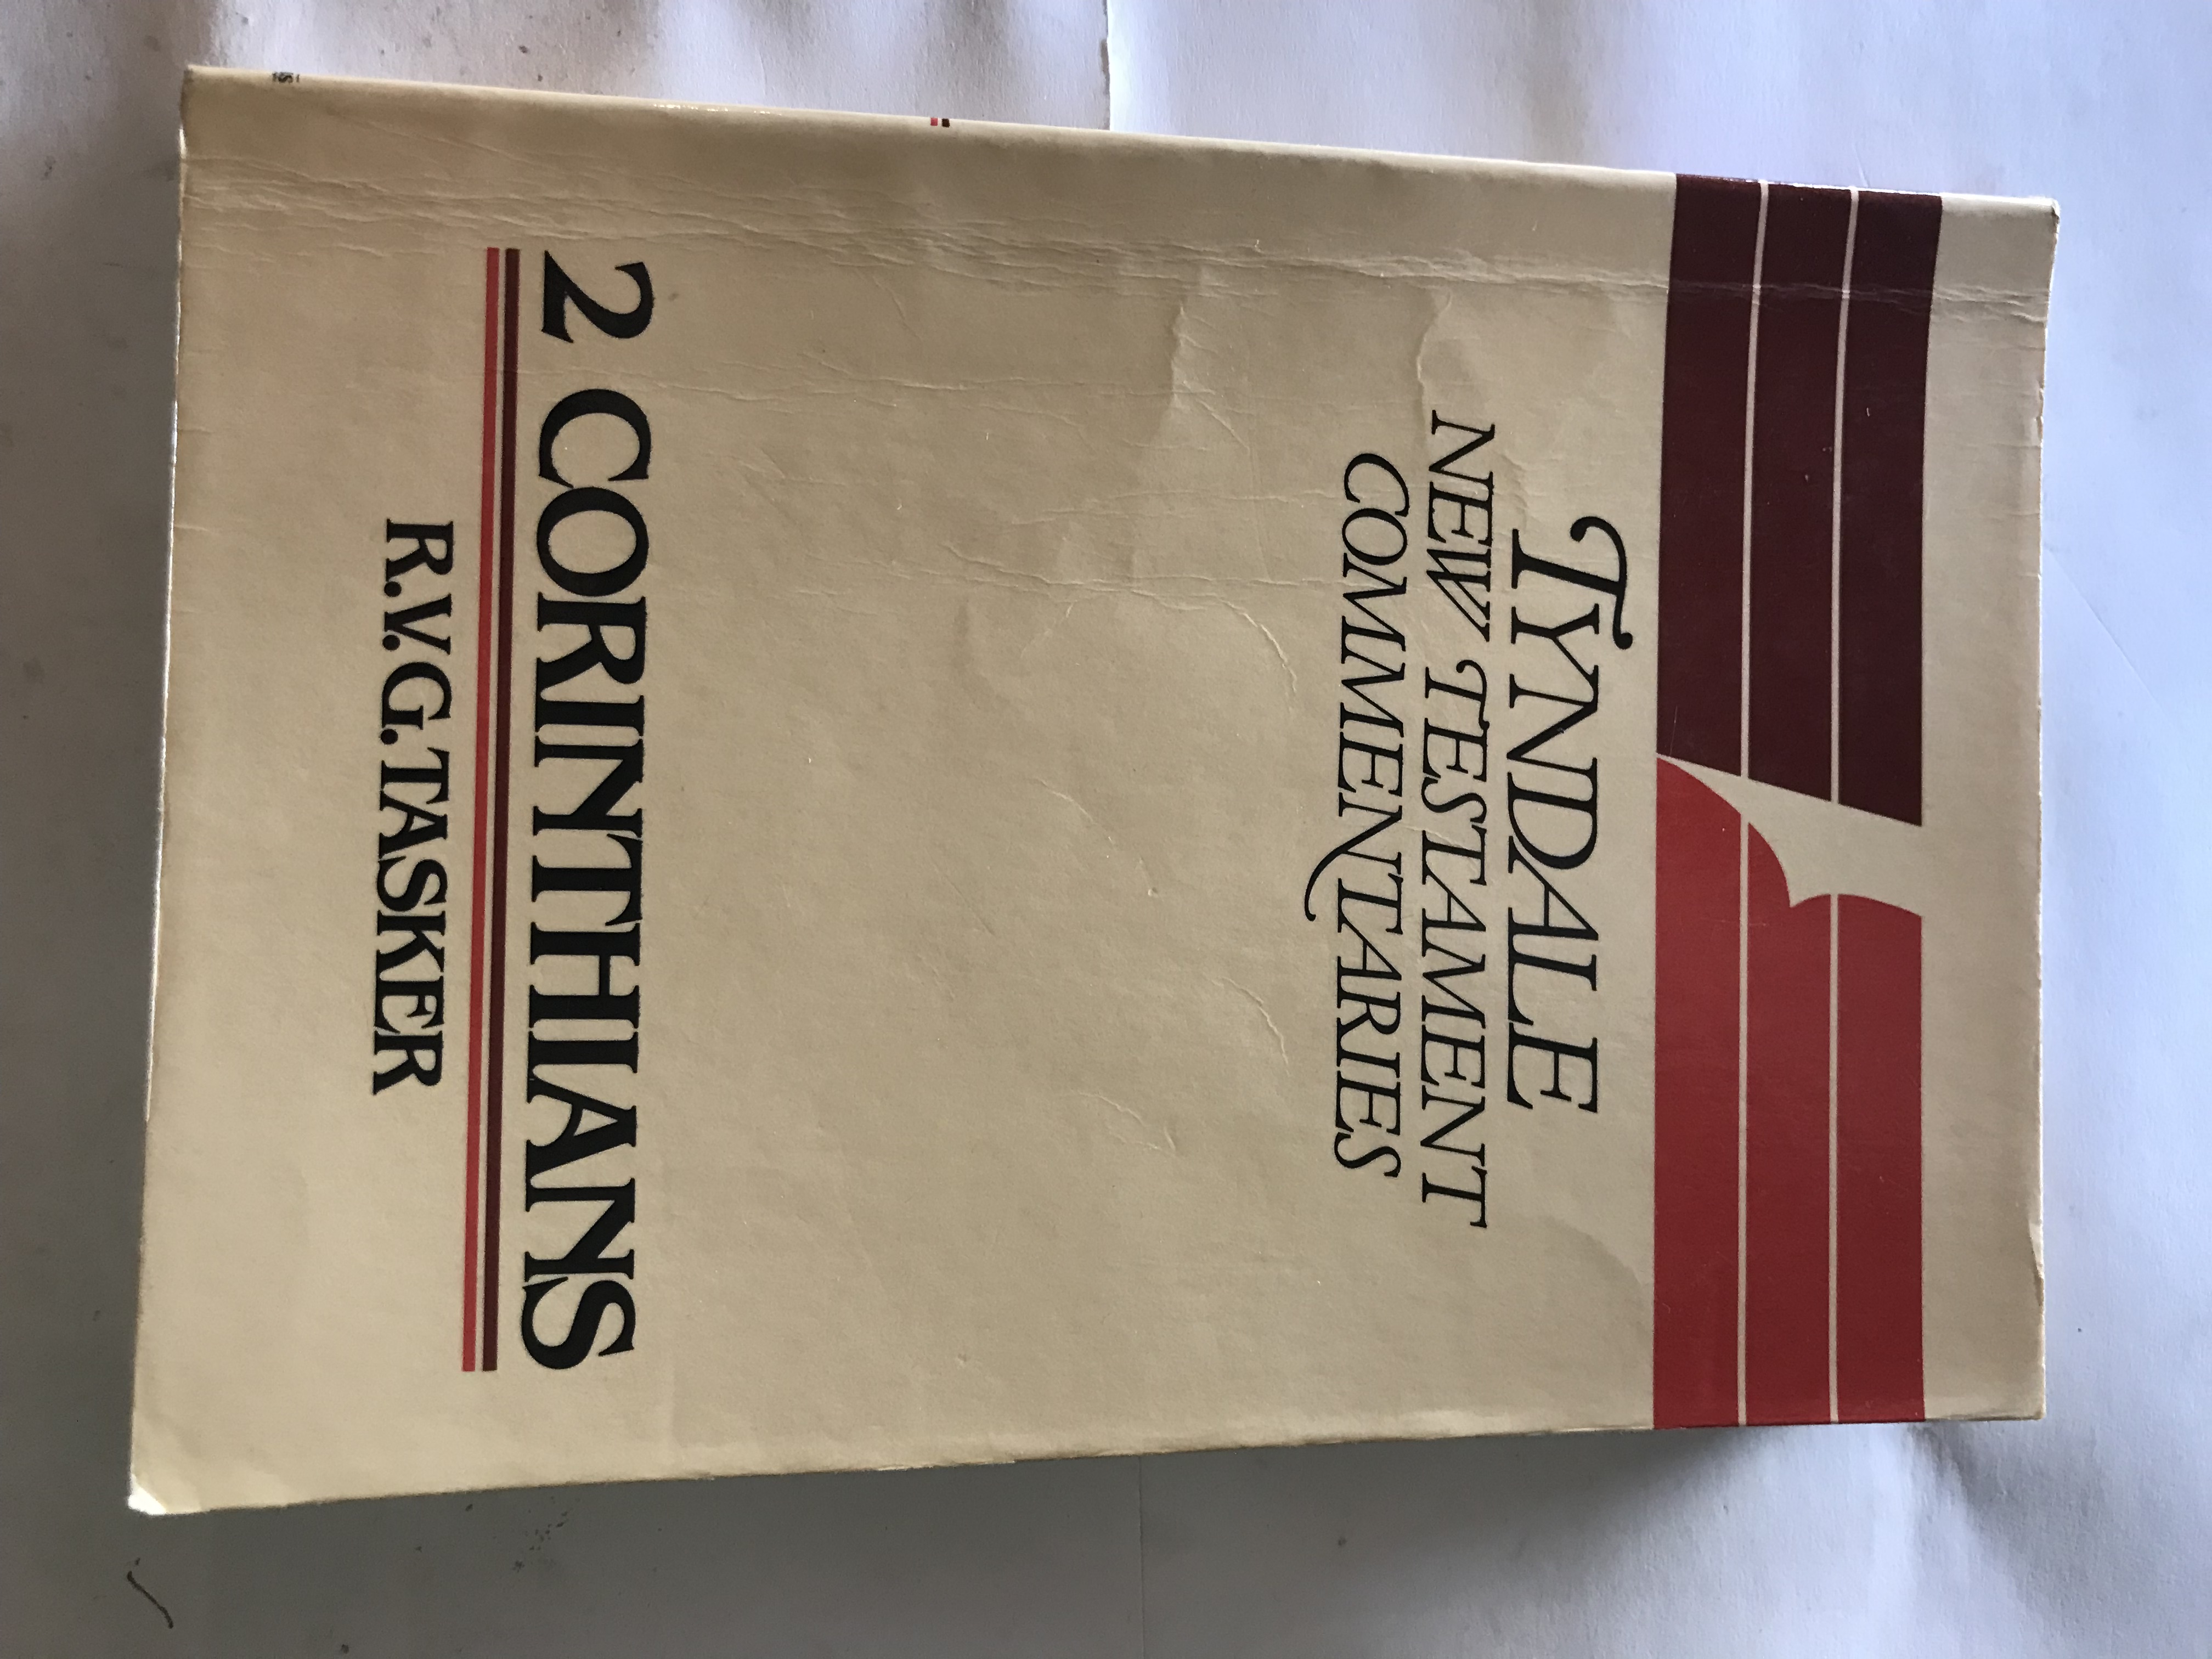 TYNDALE
NEW TESTAMENT
COMMENTARIES
2 CORINTHIANS
R.V.G. TASKER